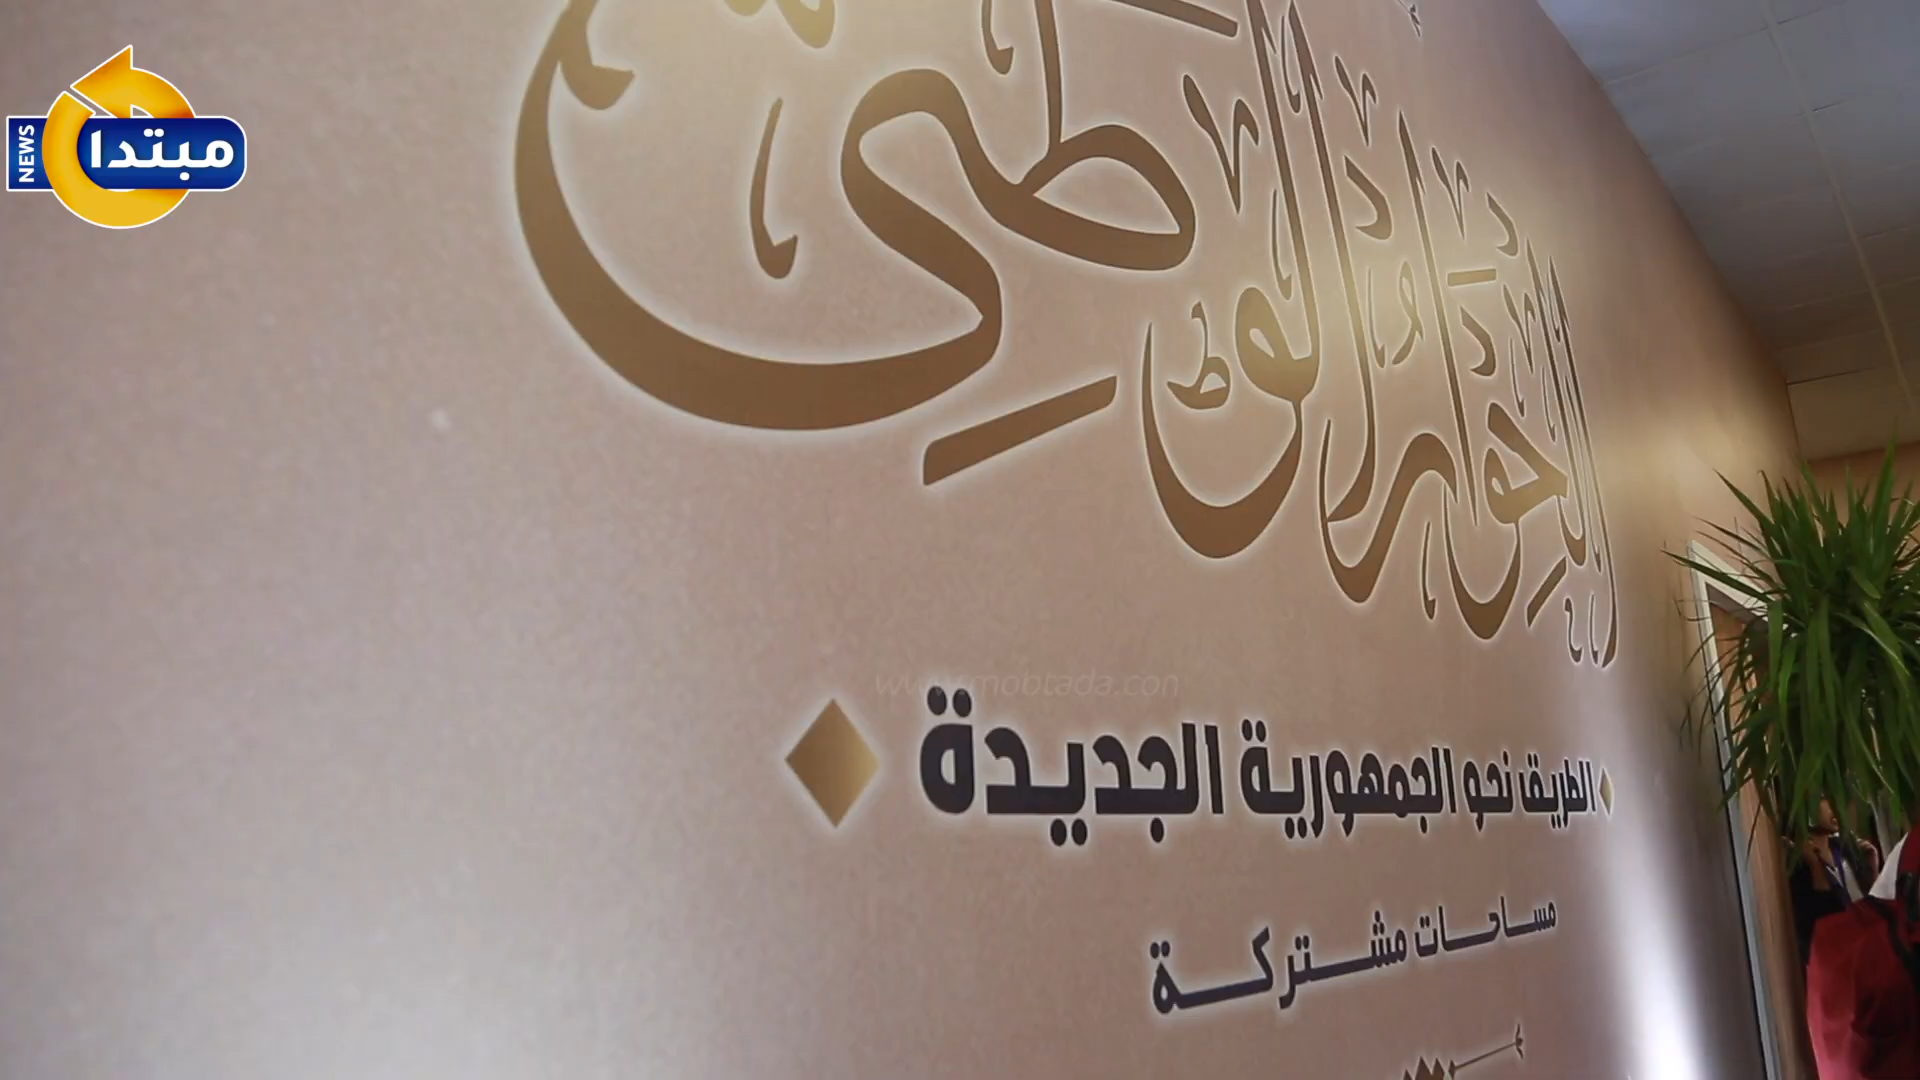 NEWS
مبتدا
الحوار الوطني
www.mobtada.com
الطريق نحو الجمهورية الجديدة
مساحات مشتركة